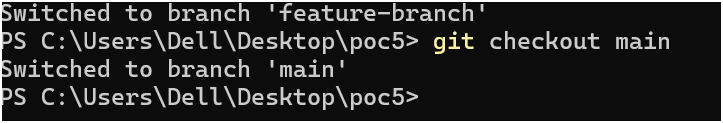 Switched to branch 'feature-branch'
PS C:\Users\Dell\Desktop\poc5> git checkout main
Switched to branch 'main'
PS C:\Users\Dell\Desktop\poc5>